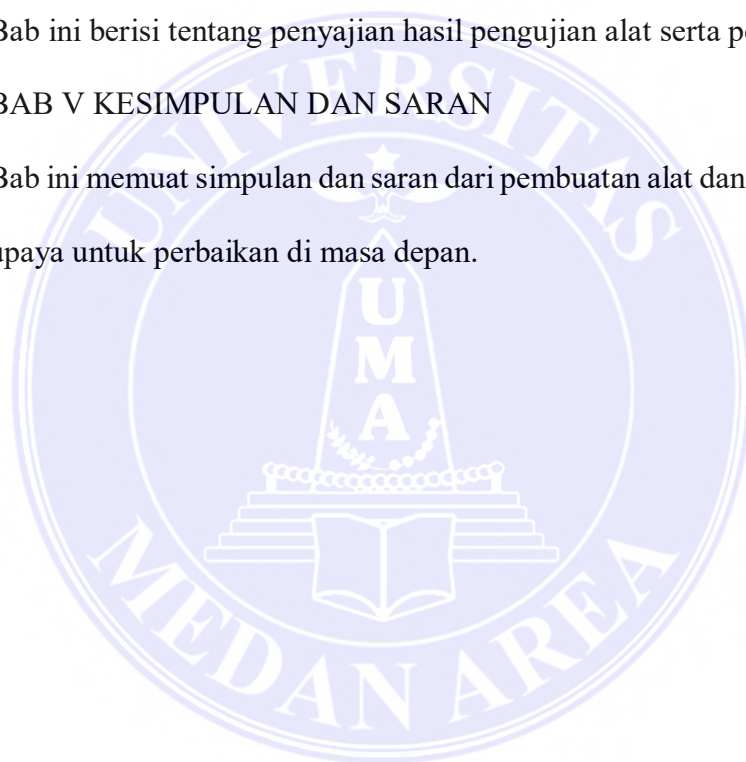 Bab ini berisi tentang penyajian hasil pengujian alat serta
BAB V KESIMPULAN DAN SARAN
Bab ini memuat simpulan dan saran dari pembuatan alat dan
upaya untuk perbaikan di masa depan.
UNIVERSITAS
U
M
A
MEDAN AREA